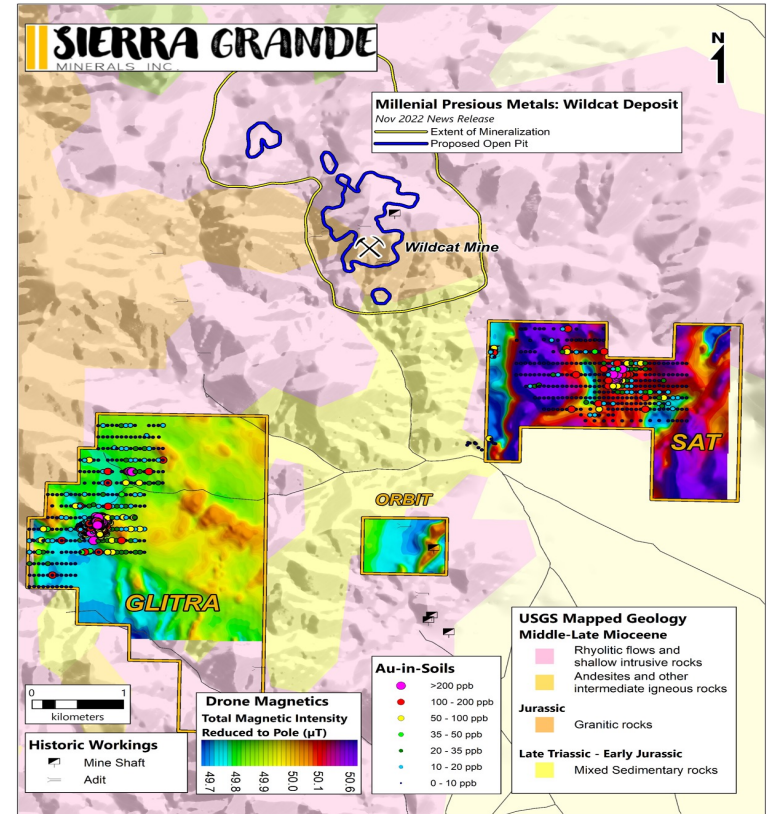 SIERRA GRANDE
MINERALS INC.
N
Millenial Presious Metals: Wildcat Deposit
Nov 2022 News Release
Extent of Mineralization
Proposed Open Pit
Wildcat Mine
SAT
ORBIT
GLITRA
0 1
kilometers
Historic Workings
Mine Shaft
Adit
Drone Magnetics
Total Magnetic Intensity
Reduced to Pole (µT)
49.7 49.8 49.9 50.0 50.1 50.6
Au-in-Soils
>200 ppb
100 - 200 ppb
50 - 100 ppb
35 - 50 ppb
20 - 35 ppb
10 - 20 ppb
0 - 10 ppb
USGS Mapped Geology
Middle-Late Miocene
Rhyolitic flows and
shallow intrusive rocks
Andesites and other
intermediate igneous rocks
Jurassic
Granitic rocks
Late Triassic - Early Jurassic
Mixed Sedimentary rocks